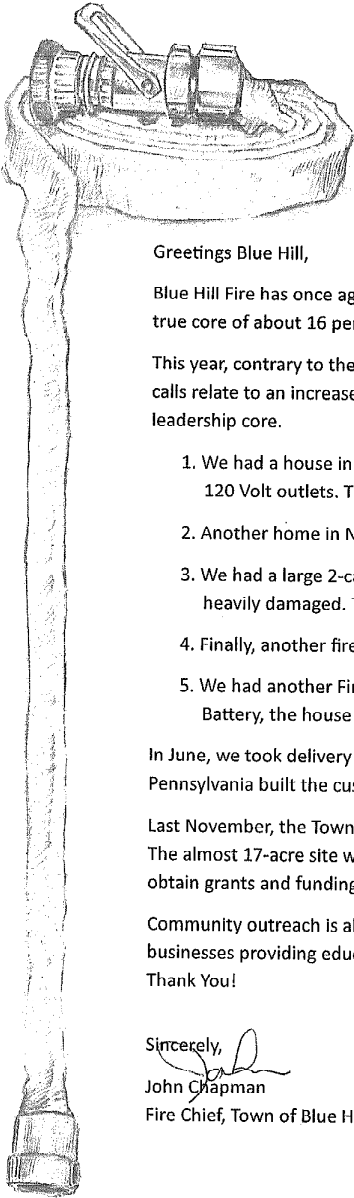 Greetings Blue Hill,
Blue Hill Fire has once ag
true core of about 16 per
This year, contrary to the
calls relate to an increase
leadership core.
1. We had a house in
120 Volt outlets. T
2. Another home in N
3. We had a large 2-ca
heavily damaged. T
4. Finally, another fire
5. We had another Fir
Battery, the house
In June, we took delivery
Pennsylvania built the cus
Last November, the Town
The almost 17-acre site w
obtain grants and funding
Community outreach is al
businesses providing educ
Thank You!
Sincerely,
John Chapman
Fire Chief, Town of Blue H